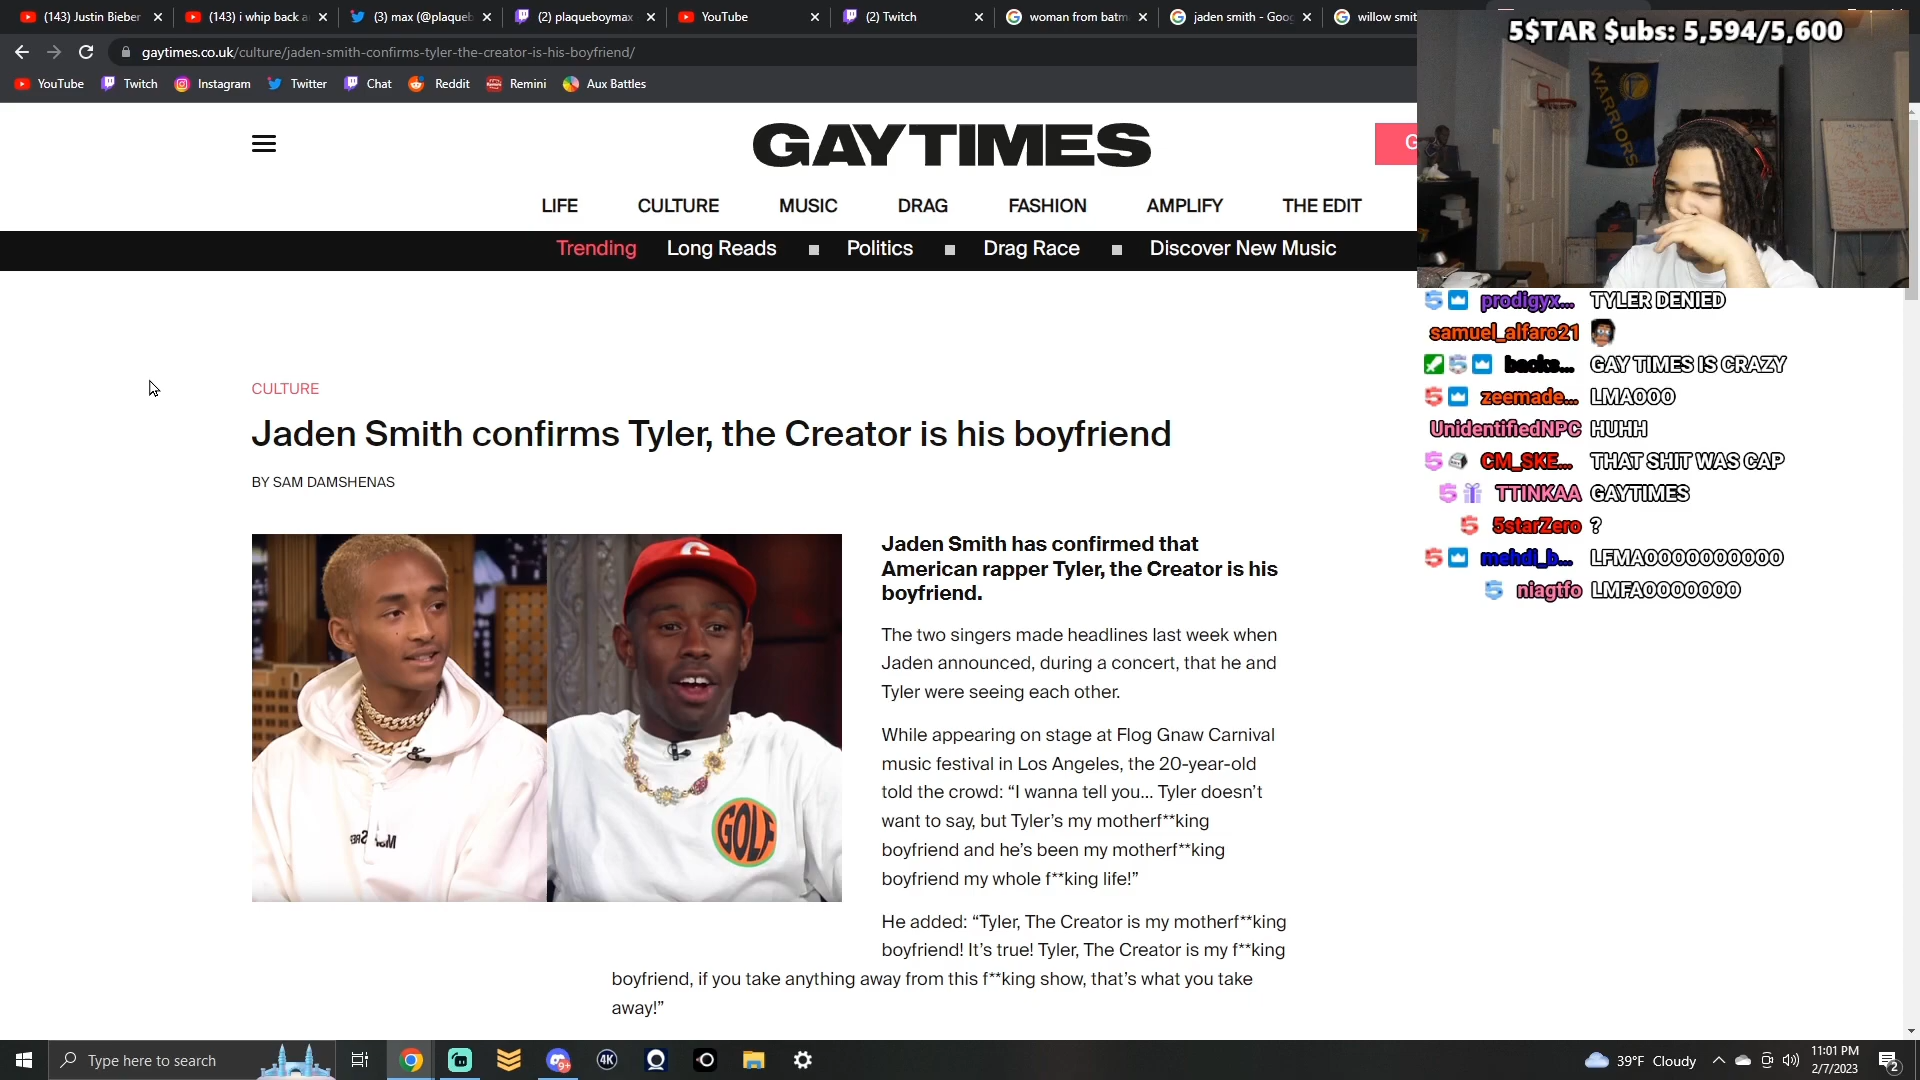 (143) Justin Bieber
(143) i whip back a
(3) max (@plaqueb
(2) plaqueboymax
YouTube
(2) Twitch
woman from batm
jaden smith - Goog
willow smit
gaytimes.co.uk/culture/jaden-smith-confirms-tyler-the-creator-is-his-boyfriend/
YouTube
Twitch
Instagram
Twitter
Chat
Reddit
Remini
Aux Battles
5$TAR $ubs: 5,594/5,600
WARRIORS
GAYTIMES
G
LIFE
CULTURE
MUSIC
DRAG
FASHION
AMPLIFY
THE EDIT
Trending
Long Reads
Politics
Drag Race
Discover New Music
CULTURE
Jaden Smith confirms Tyler, the Creator is his boyfriend
BY SAM DAMSHENAS
GOLF
Jaden Smith has confirmed that
American rapper Tyler, the Creator is his
boyfriend.
The two singers made headlines last week when
Jaden announced, during a concert, that he and
Tyler were seeing each other.
While appearing on stage at Flog Gnaw Carnival
music festival in Los Angeles, the 20-year-old
told the crowd: “I wanna tell you… Tyler doesn’t
want to say, but Tyler’s my motherf**king
boyfriend and he’s been my motherf**king
boyfriend my whole f**king life!”
He added: “Tyler, The Creator is my motherf**king
boyfriend! It’s true! Tyler, The Creator is my f**king
boyfriend, if you take anything away from this f**king show, that’s what you take
away!”
prodigyx... TYLER DENIED
samuel_alfaro21
backs... GAY TIMES IS CRAZY
zeemade... LMAOOO
UnidentifiedNPC HUHH
CM_SKE... THAT SHIT WAS CAP
TTINKAA GAYTIMES
5starZero ?
mehdi_b... LFMAOOOOOOOOOO
niagtfo LMFAOOOOOOO
Type here to search
9+
4K
39°F Cloudy
11:01 PM
2/7/2023
2